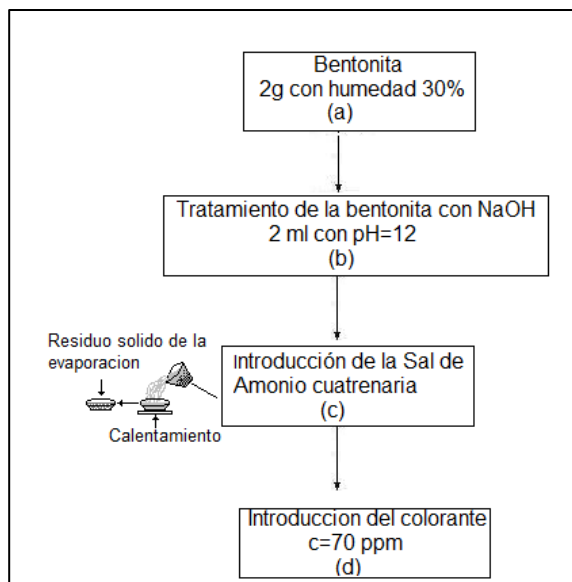 Bentonita
2g con humedad 30%
(a)
Tratamiento de la bentonita con NaOH
2 ml con pH=12
(b)
Residuo solido de la
evaporacion
Calentamiento
Introducción de la Sal de
Amonio cuatrenaria
(c)
Introduccion del colorante
c=70 ppm
(d)